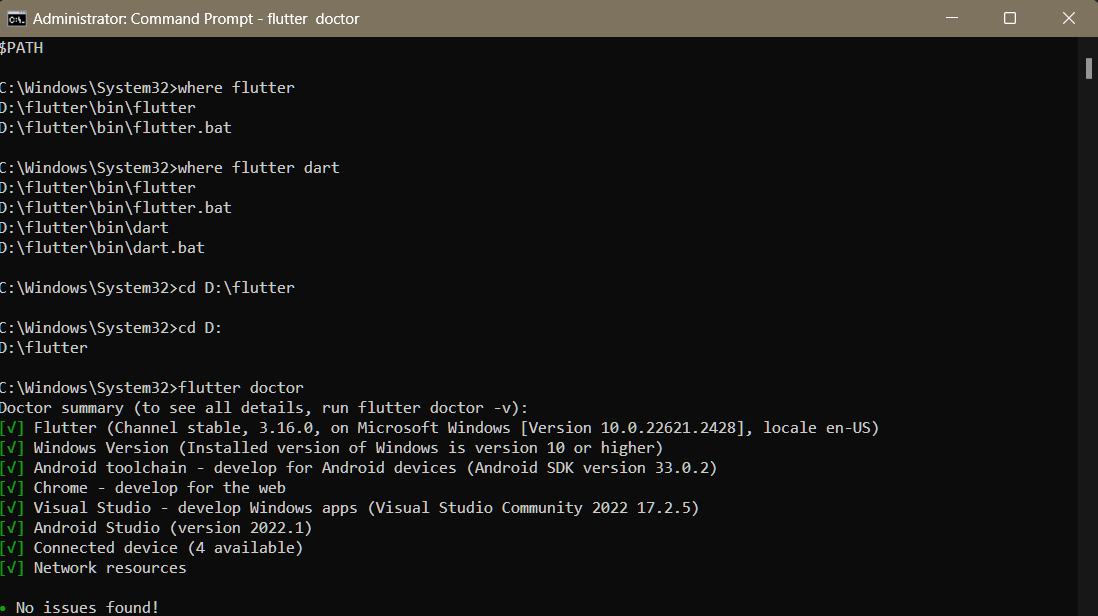 Administrator: Command Prompt - flutter  doctor
$PATH
C:\Windows\System32>where flutter
D:\flutter\bin\flutter
D:\flutter\bin\flutter.bat
C:\Windows\System32>where flutter dart
D:\flutter\bin\flutter
D:\flutter\bin\flutter.bat
D:\flutter\bin\dart
D:\flutter\bin\dart.bat
C:\Windows\System32>cd D:\flutter
C:\Windows\System32>cd D:
D:\flutter
C:\Windows\System32>flutter doctor
Doctor summary (to see all details, run flutter doctor -v):
[√] Flutter (Channel stable, 3.16.0, on Microsoft Windows [Version 10.0.22621.2428], locale en-US)
[√] Windows Version (Installed version of Windows is version 10 or higher)
[√] Android toolchain - develop for Android devices (Android SDK version 33.0.2)
[√] Chrome - develop for the web
[√] Visual Studio - develop Windows apps (Visual Studio Community 2022 17.2.5)
[√] Android Studio (version 2022.1)
[√] Connected device (4 available)
[√] Network resources
• No issues found!